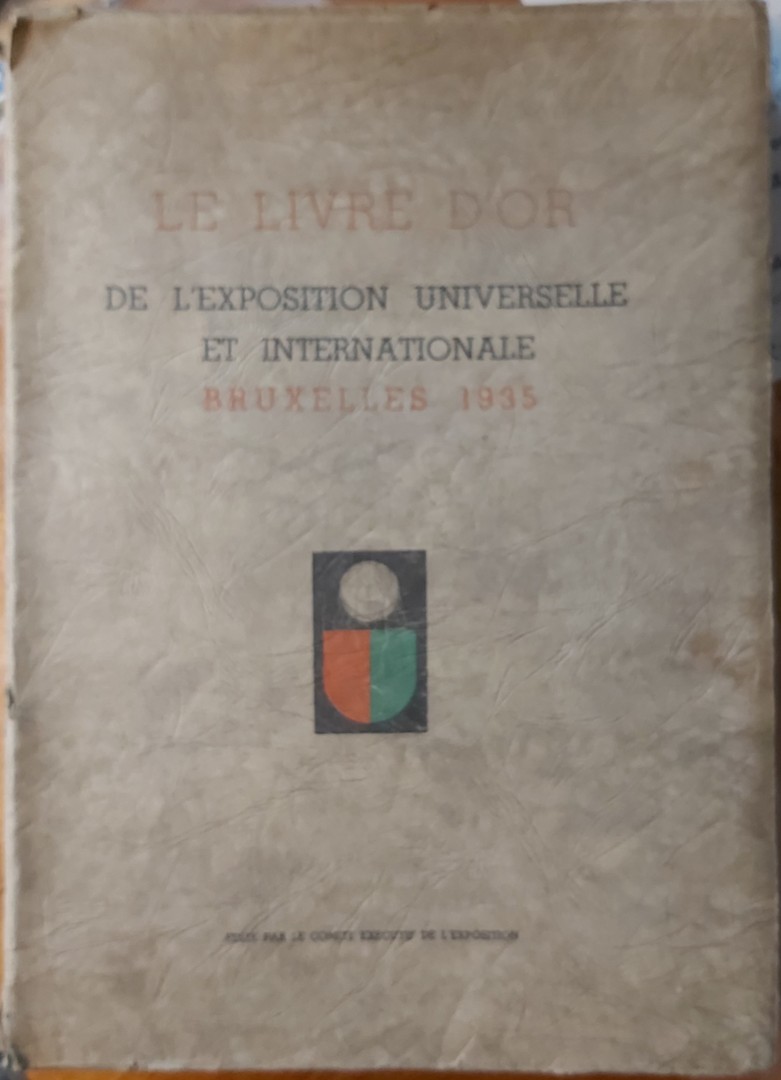 LE LIVRE D'OR
DE L'EXPOSITION UNIVERSELLE
ET INTERNATIONALE
BRUXELLES 1935
EDITE PAR LE COMITE EXECUTIF DE L'EXPOSITION